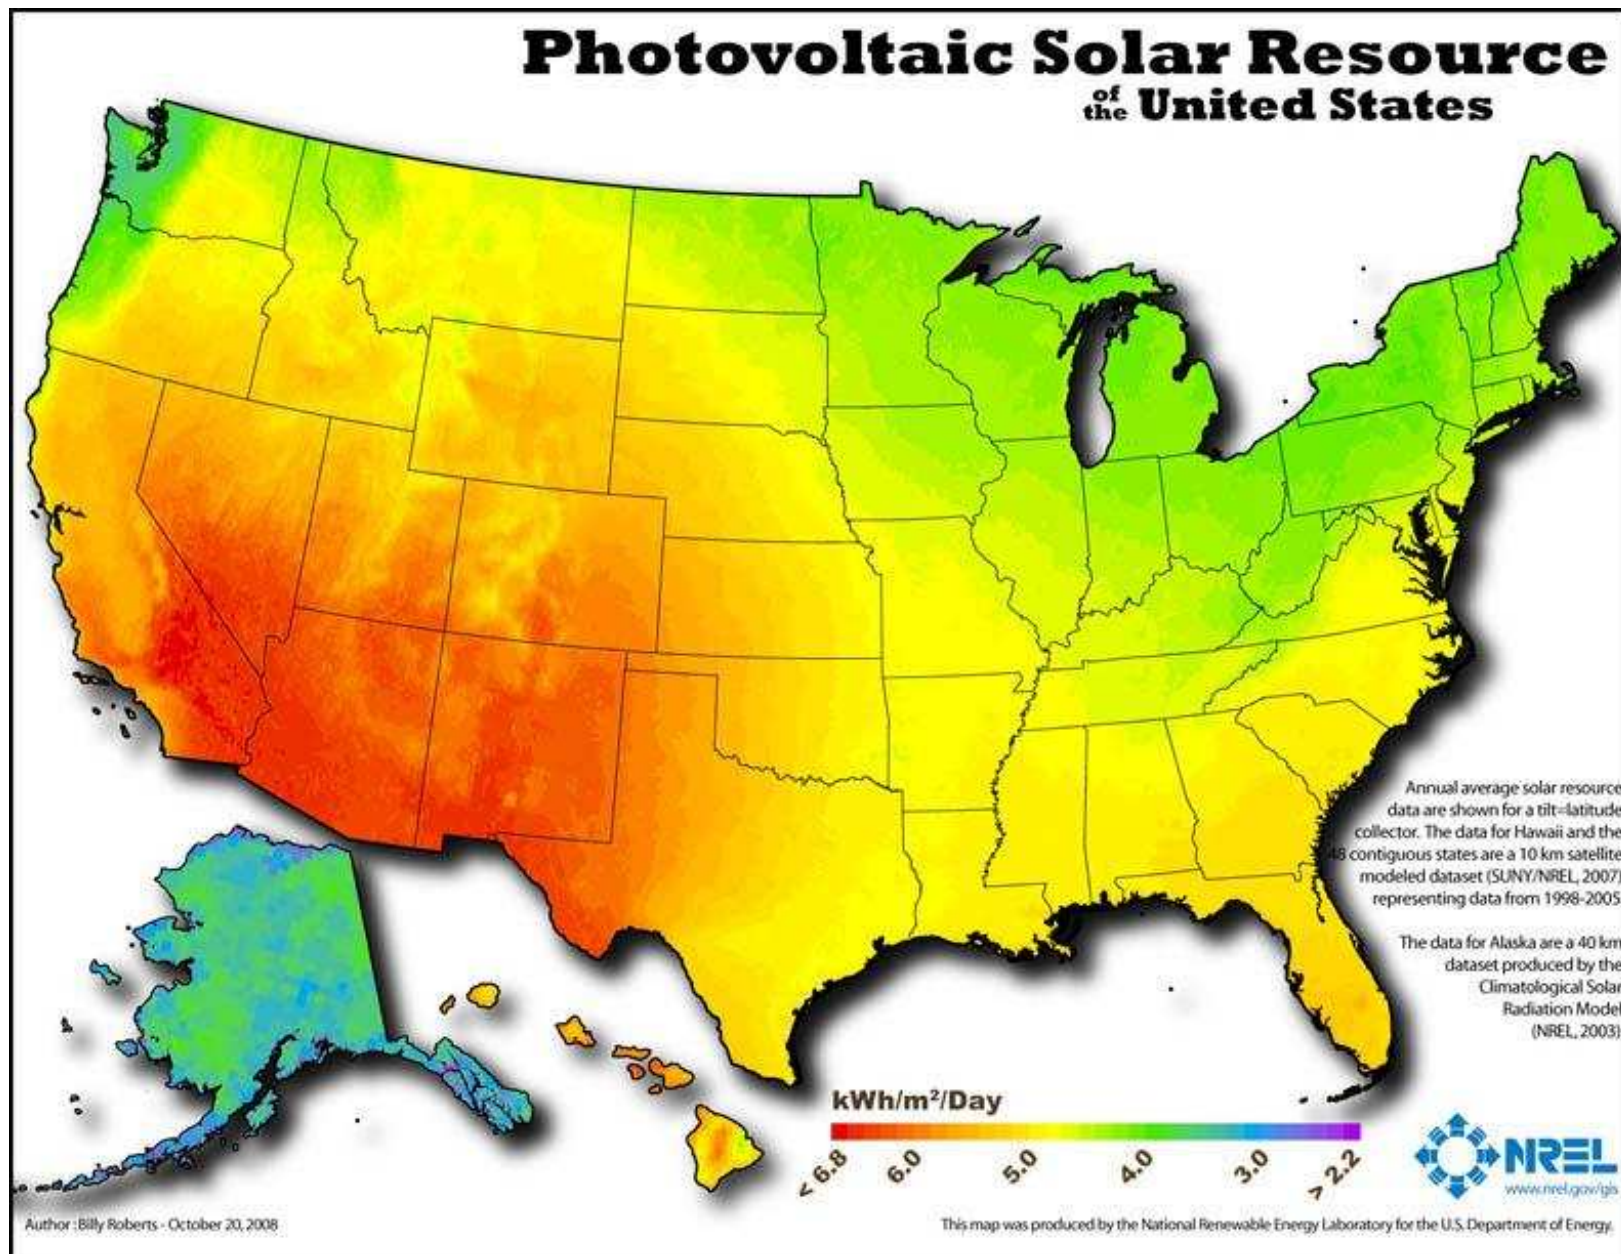 Photovoltaic Solar Resource
of the United States
Annual average solar resource
data are shown for a tilt=latitude
collector. The data for Hawaii and the
48 contiguous states are a 10 km satellite
modeled dataset (SUNY/NREL, 2007)
representing data from 1998-2005
The data for Alaska are a 40 km
dataset produced by the
Climatological Solar
Radiation Model
(NREL, 2003)
kWh/m²/Day
< 6.8 6.0 5.0 4.0 3.0 > 2.2
NREL
www.nrel.gov/gis
Author : Billy Roberts - October 20, 2008
This map was produced by the National Renewable Energy Laboratory for the U.S. Department of Energy.